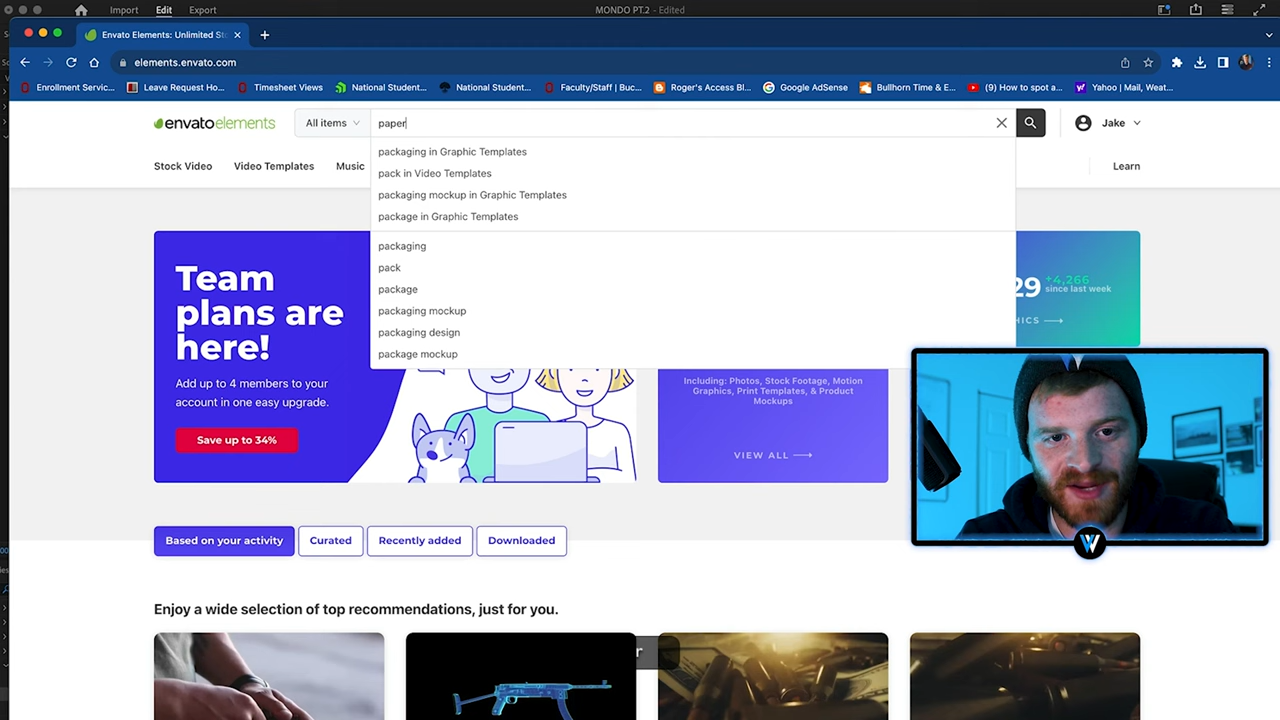 Import Edit Export MONDO PT.2 - Edited
Envato Elements: Unlimited St
elements.envato.com
Enrollment Servic... Leave Request Ho... Timesheet Views National Student... National Student... Faculty/Staff | Buc... Roger's Access Bl... Google AdSense Bullhorn Time & E... (9) How to spot a... Yahoo | Mail, Weat...
envatoelements All items paper Jake
Stock Video Video Templates Music Learn
packaging in Graphic Templates
pack in Video Templates
packaging mockup in Graphic Templates
package in Graphic Templates
packaging
pack
package
packaging mockup
packaging design
package mockup
Team
plans are
here!
Add up to 4 members to your
account in one easy upgrade.
Save up to 34%
29 +4,266
since last week
HICS
Including: Photos, Stock Footage, Motion
Graphics, Print Templates, & Product
Mockups
VIEW ALL
Based on your activity Curated Recently added Downloaded
Enjoy a wide selection of top recommendations, just for you.
r